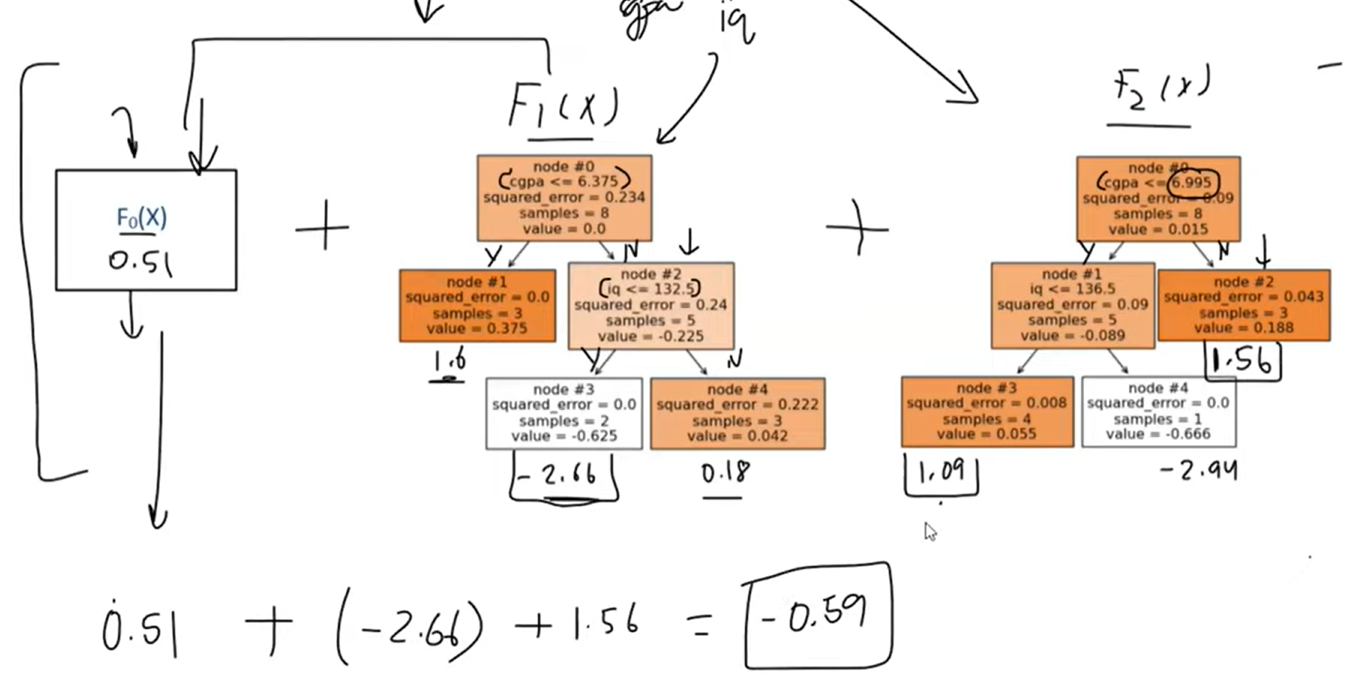 gpa iq
F₁(X)
F₂(X)
F₀(X)
0.51
+
node #0
cgpa <= 6.375
squared_error = 0.234
samples = 8
value = 0.0
Y
N
node #1
squared_error = 0.0
samples = 3
value = 0.375
1.6
node #2
iq <= 132.5
squared_error = 0.24
samples = 5
value = -0.225
Y
N
node #3
squared_error = 0.0
samples = 2
value = -0.625
-2.66
node #4
squared_error = 0.222
samples = 3
value = 0.042
0.18
+
node #0
cgpa <= 6.995
squared_error = 0.09
samples = 8
value = 0.015
Y
N
node #1
iq <= 136.5
squared_error = 0.09
samples = 5
value = -0.089
node #2
squared_error = 0.043
samples = 3
value = 0.188
1.56
node #3
squared_error = 0.008
samples = 4
value = 0.055
1.09
node #4
squared_error = 0.0
samples = 1
value = -0.666
-2.94
0.51 + (-2.66) + 1.56 = -0.59